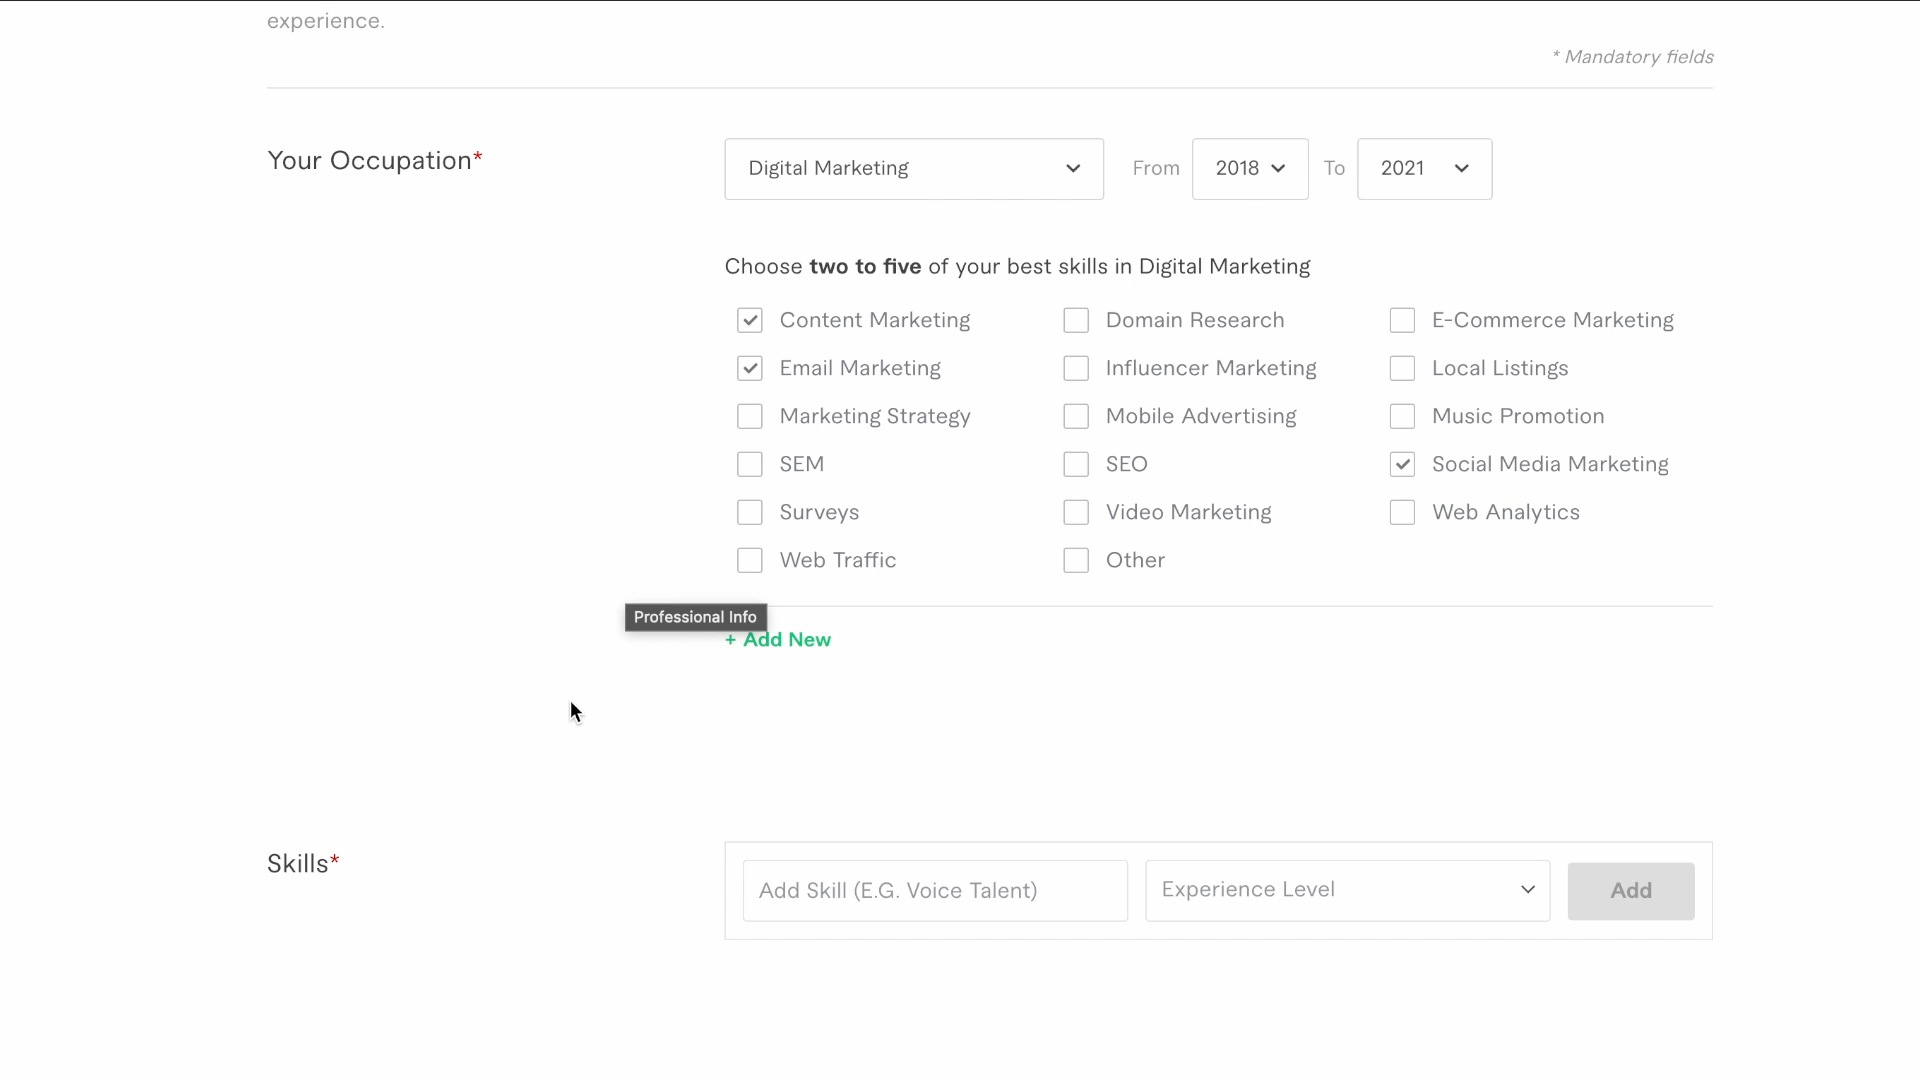 experience.
* Mandatory fields
Your Occupation*
Digital Marketing From 2018 To 2021
Choose two to five of your best skills in Digital Marketing
Content Marketing Domain Research E-Commerce Marketing
Email Marketing Influencer Marketing Local Listings
Marketing Strategy Mobile Advertising Music Promotion
SEM SEO Social Media Marketing
Surveys Video Marketing Web Analytics
Web Traffic Other
Professional Info
+ Add New
Skills*
Add Skill (E.G. Voice Talent) Experience Level Add